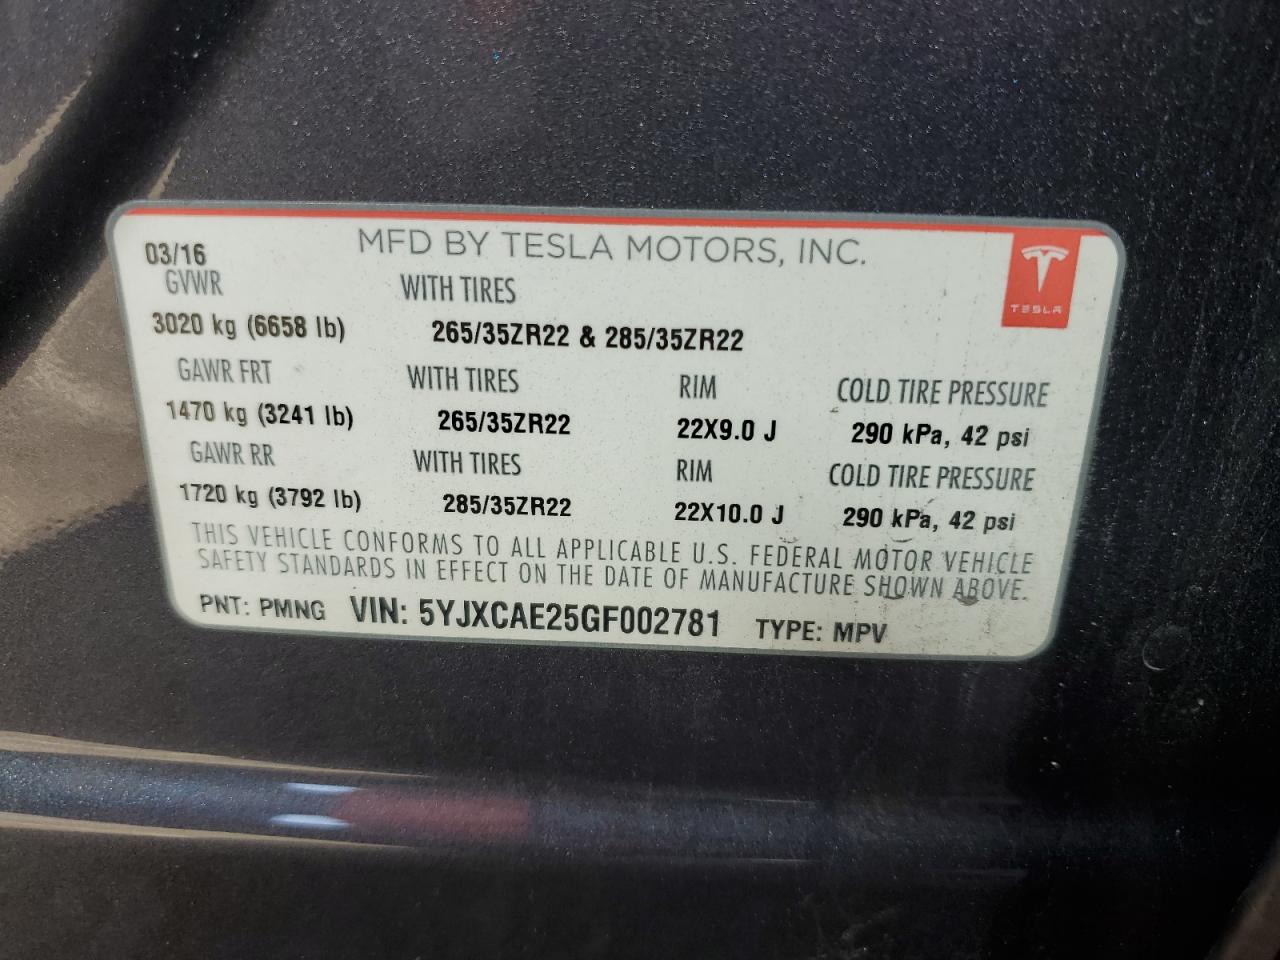 MFD BY TESLA MOTORS, INC.
03/16
TESLA
GVWR WITH TIRES
3020 kg (6658 lb) 265/35ZR22 & 285/35ZR22
GAWR FRT WITH TIRES RIM COLD TIRE PRESSURE
1470 kg (3241 lb) 265/35ZR22 22X9.0 J 290 kPa, 42 psi
GAWR RR WITH TIRES RIM COLD TIRE PRESSURE
1720 kg (3792 lb) 285/35ZR22 22X10.0 J 290 kPa, 42 psi
THIS VEHICLE CONFORMS TO ALL APPLICABLE U.S. FEDERAL MOTOR VEHICLE
SAFETY STANDARDS IN EFFECT ON THE DATE OF MANUFACTURE SHOWN ABOVE.
PNT: PMNG VIN: 5YJXCAE25GF002781 TYPE: MPV